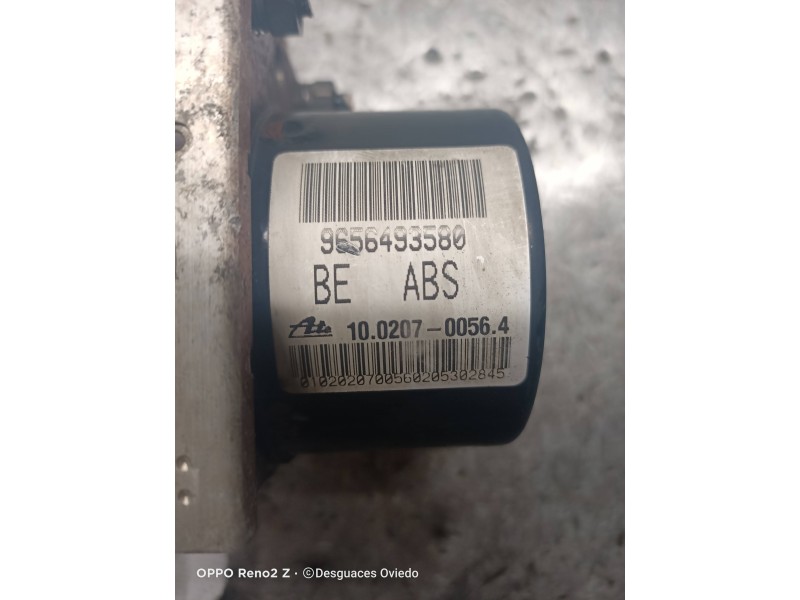 9656493580
BE ABS
Ate 10.0207-0056.4
0102020700560205302845
OPPO Reno2 Z · ©Desguaces Oviedo